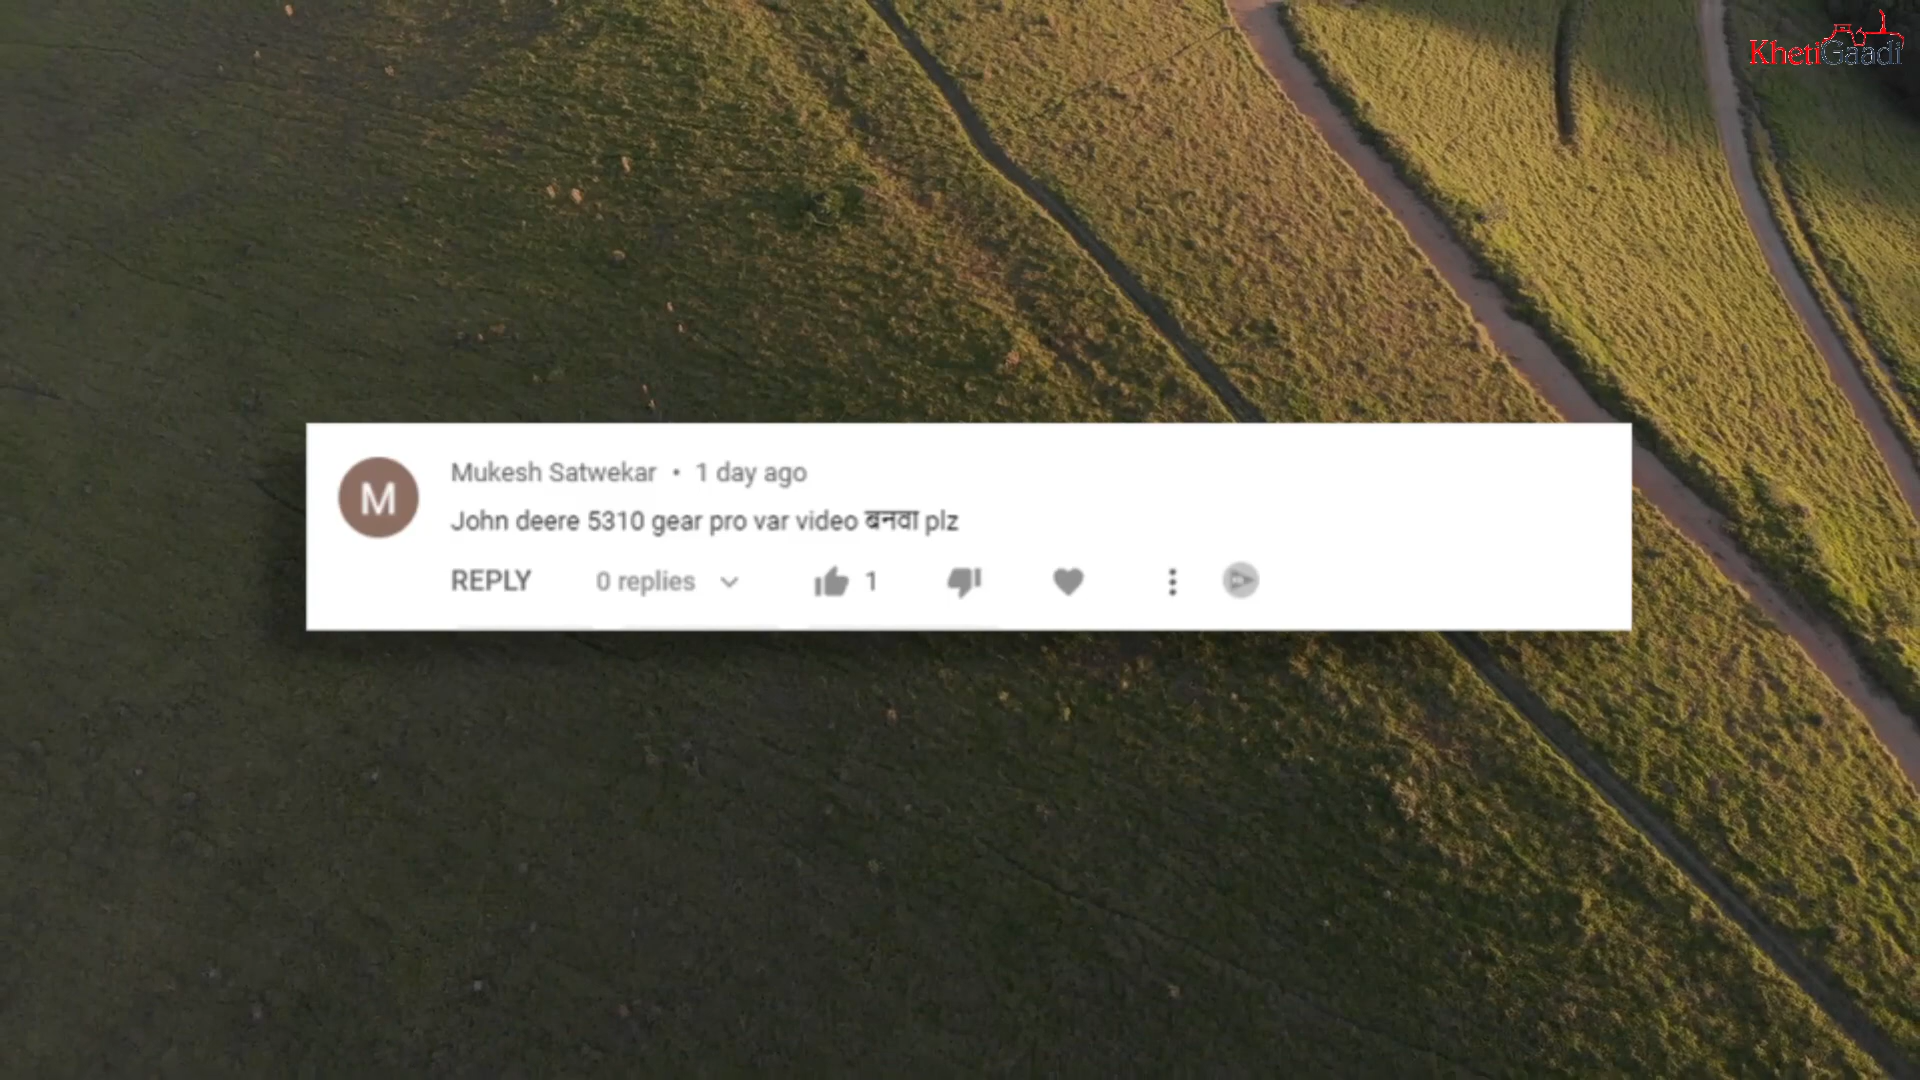 KhetiGaadi
M
Mukesh Satwekar • 1 day ago
John deere 5310 gear pro var video बनवा plz
REPLY 0 replies 1